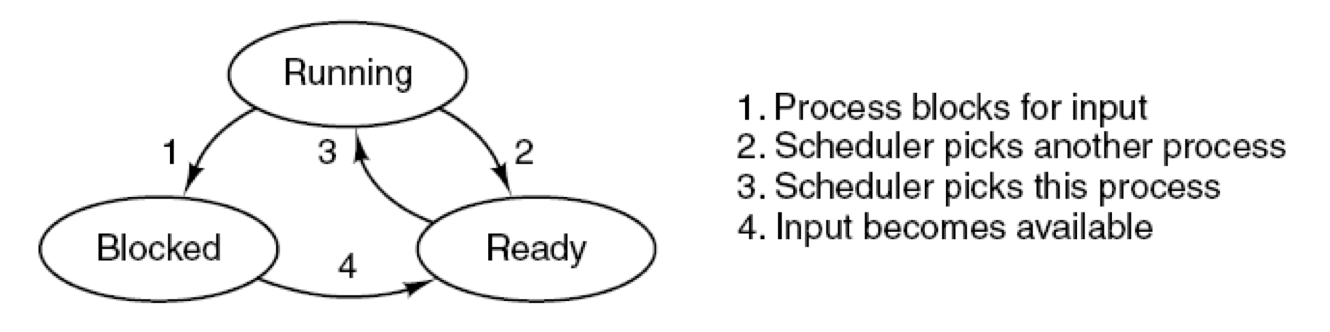 Running
1
3
2
Blocked
Ready
4
1. Process blocks for input
2. Scheduler picks another process
3. Scheduler picks this process
4. Input becomes available